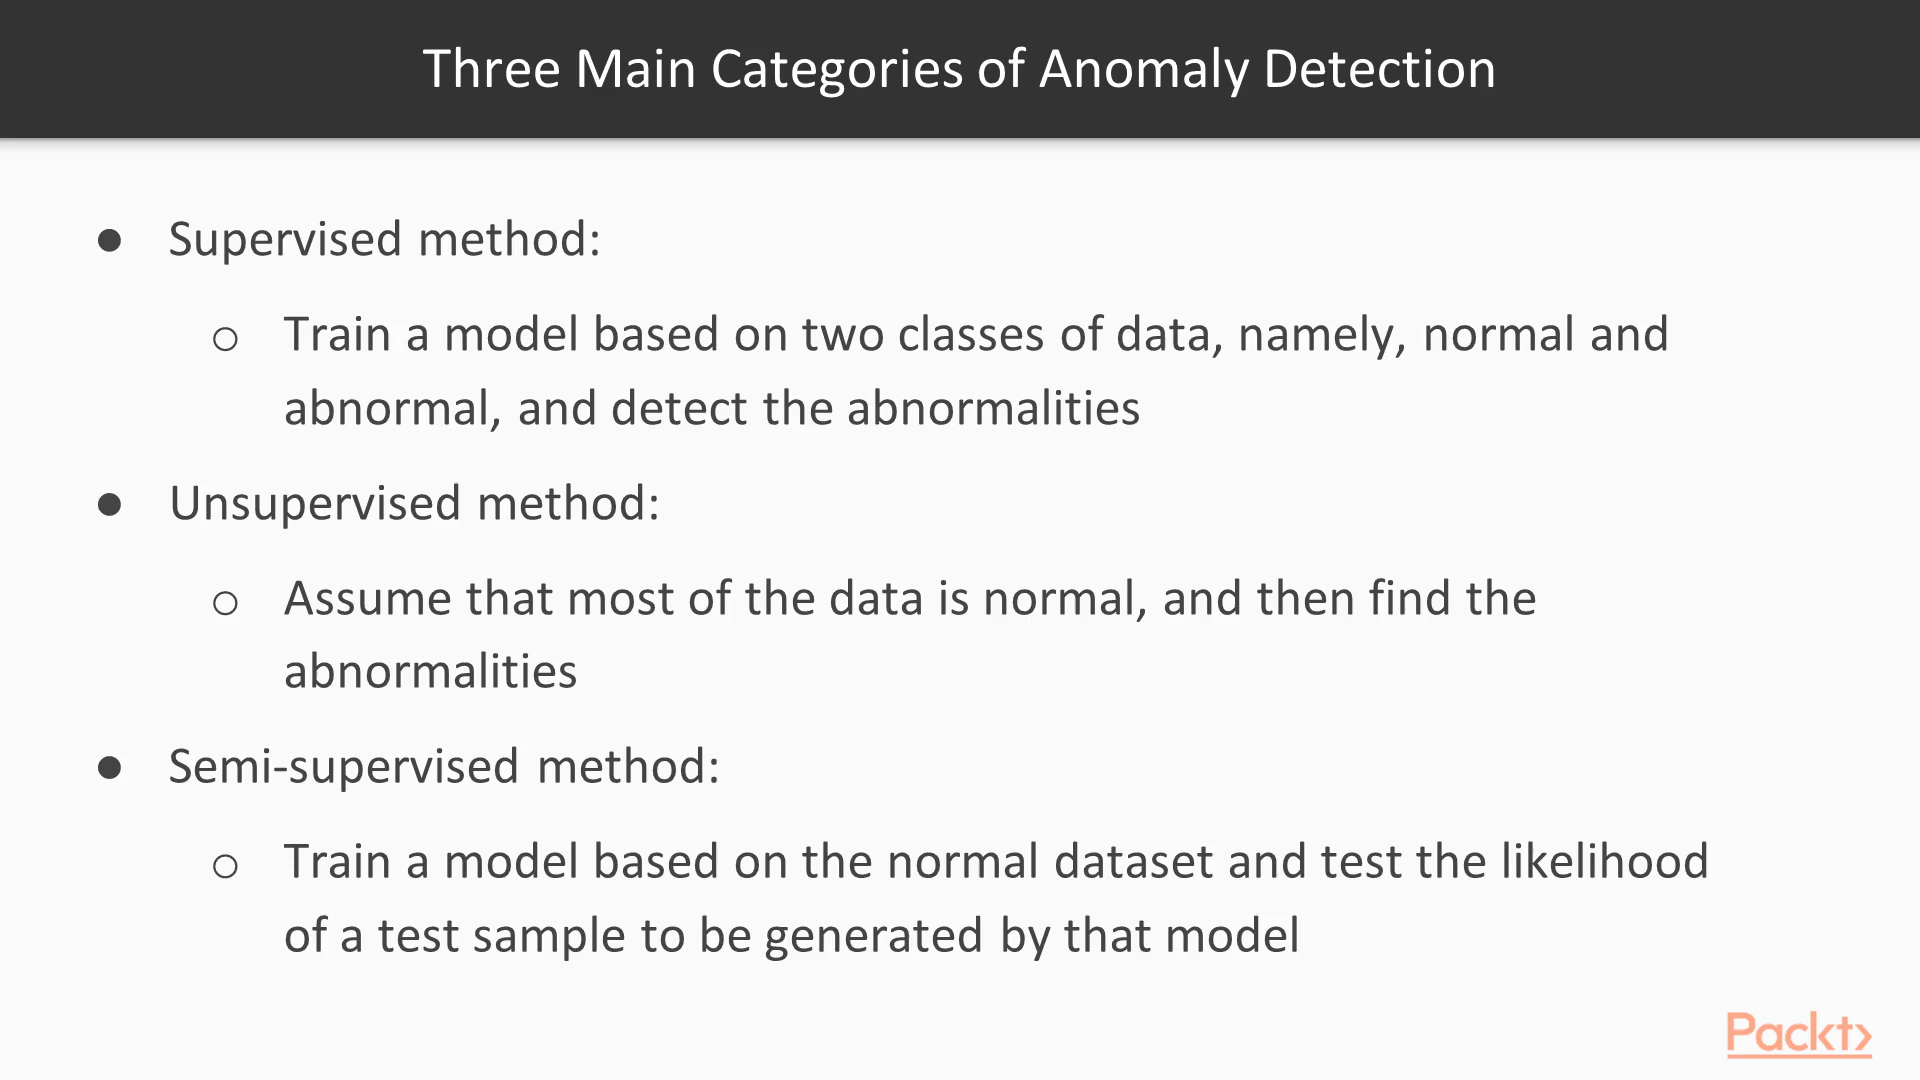 Three Main Categories of Anomaly Detection
● Supervised method:
○ Train a model based on two classes of data, namely, normal and
abnormal, and detect the abnormalities
● Unsupervised method:
○ Assume that most of the data is normal, and then find the
abnormalities
● Semi-supervised method:
○ Train a model based on the normal dataset and test the likelihood
of a test sample to be generated by that model
Packt>